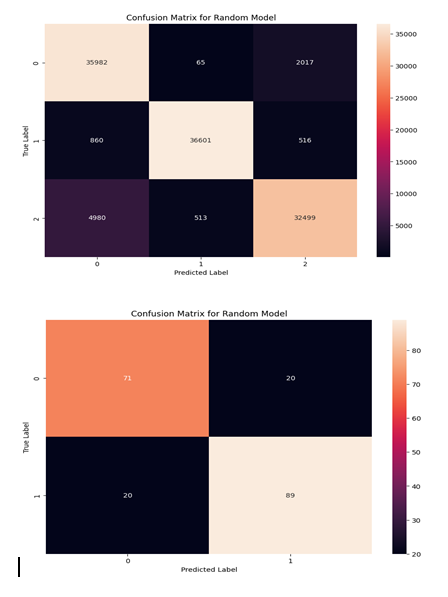 Confusion Matrix for Random Model
35000
0 35982 65 2017
30000
25000
True Label
1 860 36601 516
20000
15000
10000
2 4980 513 32499
5000
0 1 2
Predicted Label
Confusion Matrix for Random Model
80
0 71 20
70
60
True Label
50
40
1 20 89
30
20
0 1
Predicted Label